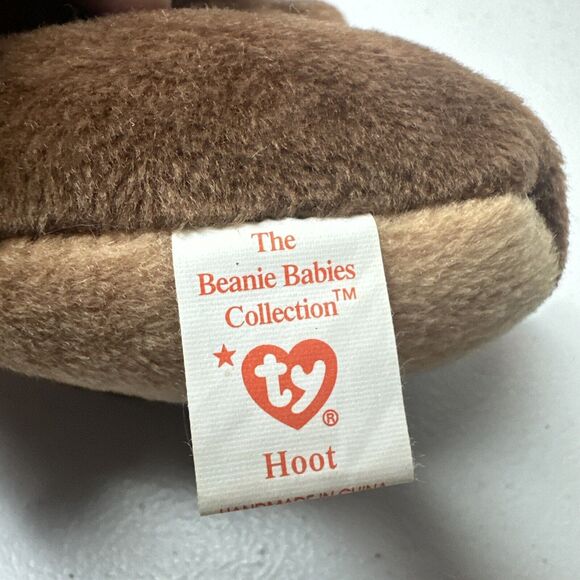 The
Beanie Babies
Collection™
★ ty®
Hoot
HANDMADE IN CHINA